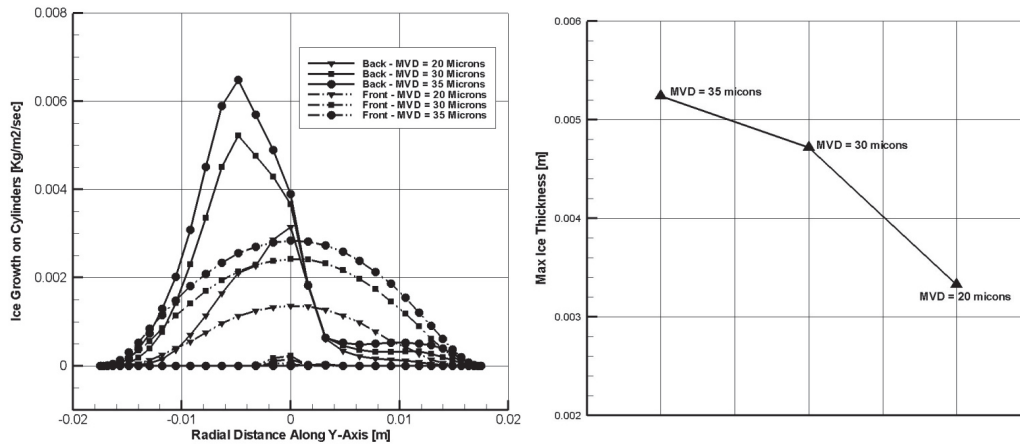 0.008
0.006
0.004
0.002
0
Ice Growth on Cylinders [Kg/m2/sec]
Back - MVD = 20 Microns
Back - MVD = 30 Microns
Back - MVD = 35 Microns
Front - MVD = 20 Microns
Front - MVD = 30 Microns
Front - MVD = 35 Microns
-0.02
-0.01
0
0.01
0.02
Radial Distance Along Y-Axis [m]
0.006
0.005
0.004
0.003
0.002
Max Ice Thickness [m]
MVD = 35 micons
MVD = 30 micons
MVD = 20 micons